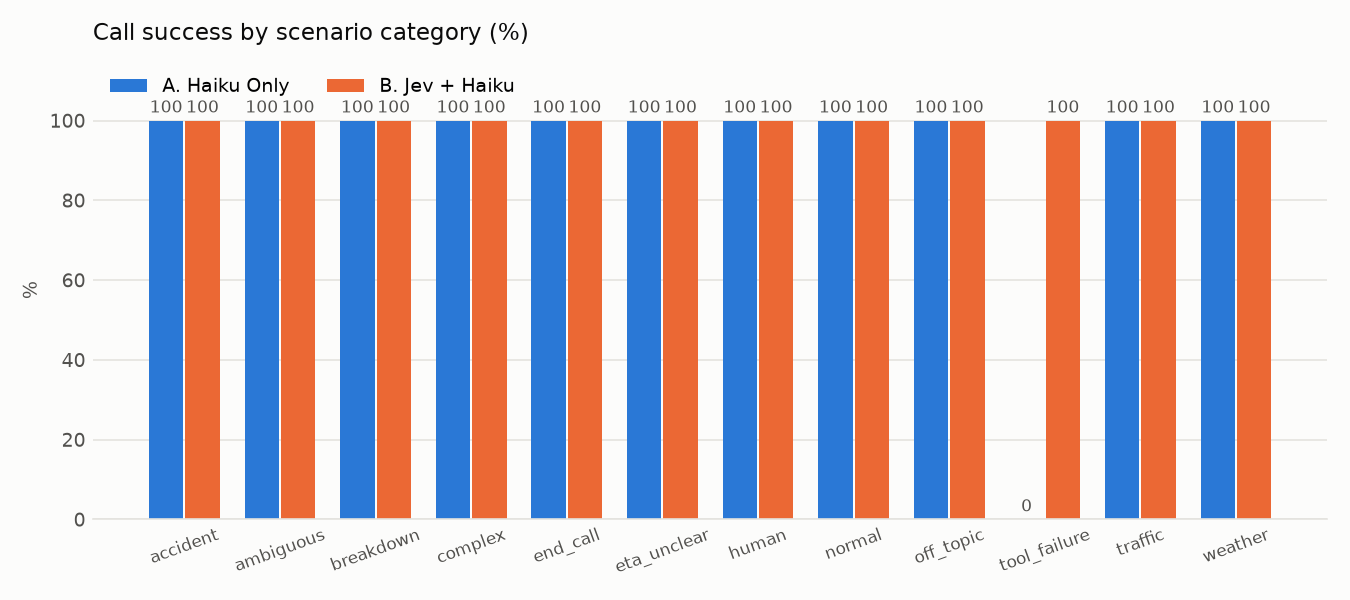 Call success by scenario category (%)
A. Haiku Only B. Jev + Haiku
100 100 100 100 100 100 100 100 100 100 100 100 100 100 100 100 100 100 100 100 100 100 100
100
80
60
40
20
0
0
%
accident ambiguous breakdown complex end_call eta_unclear human normal off_topic tool_failure traffic weather